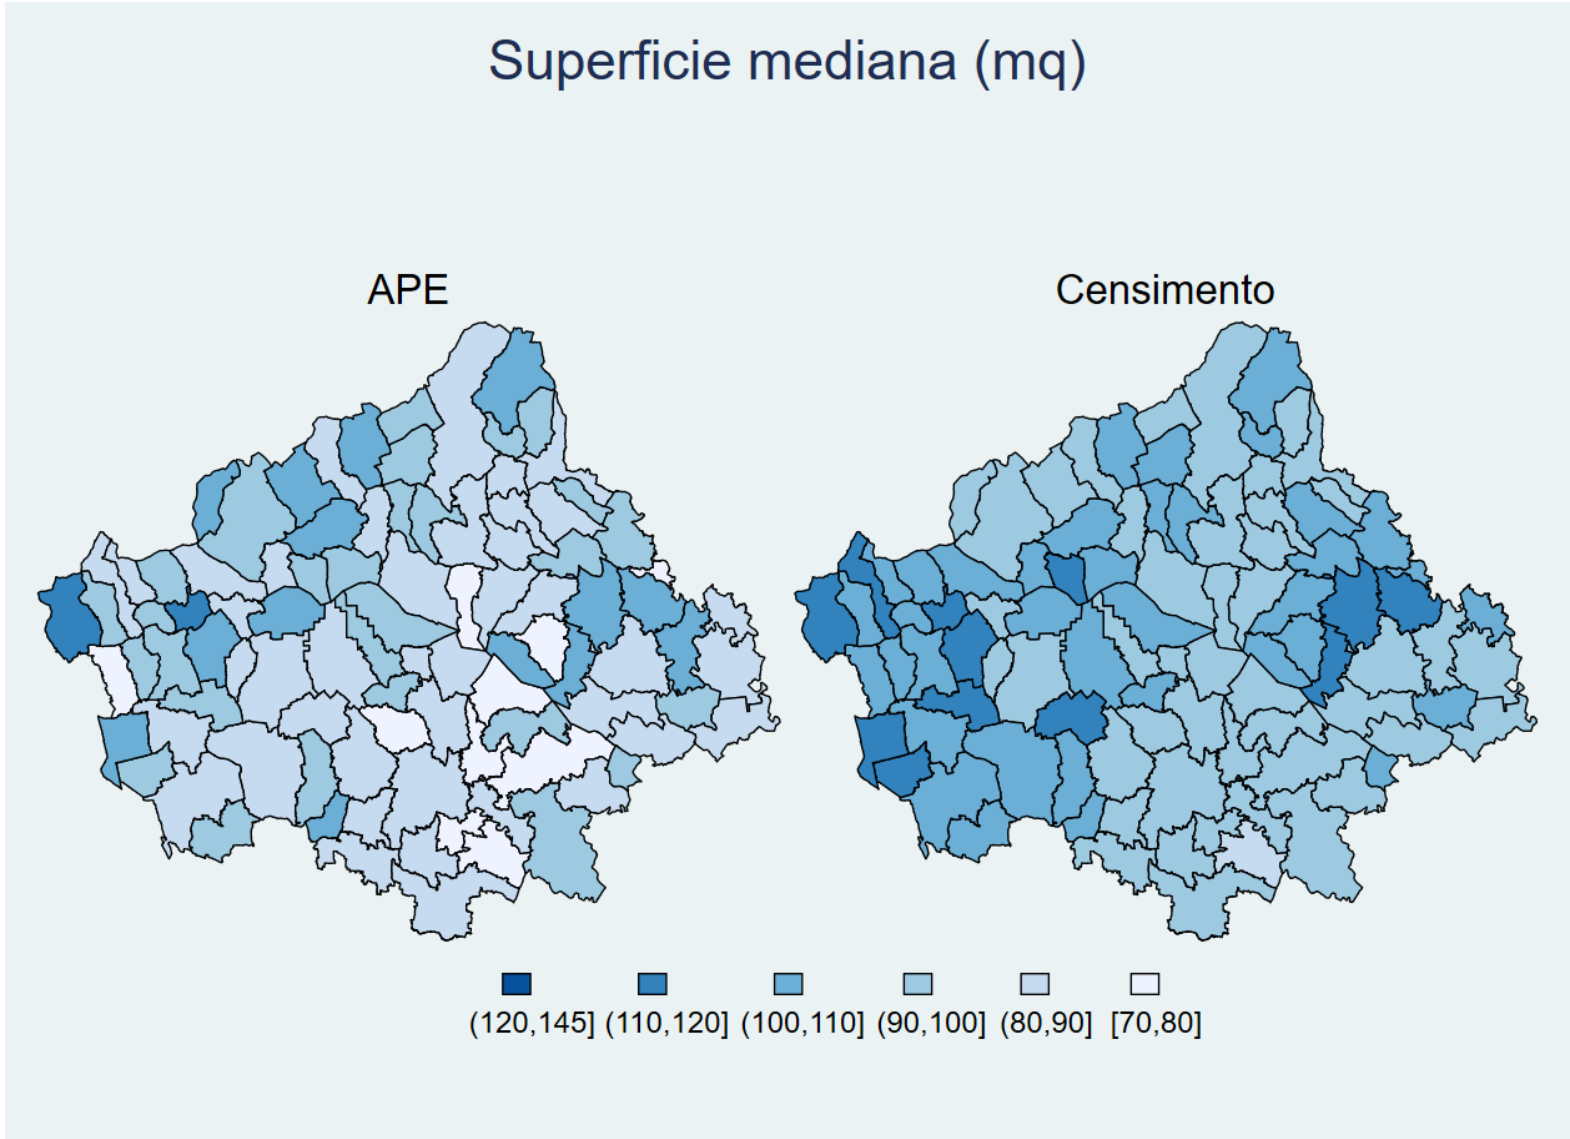 Superficie mediana (mq)
APE
Censimento
(120,145] (110,120] (100,110] (90,100] (80,90] [70,80]